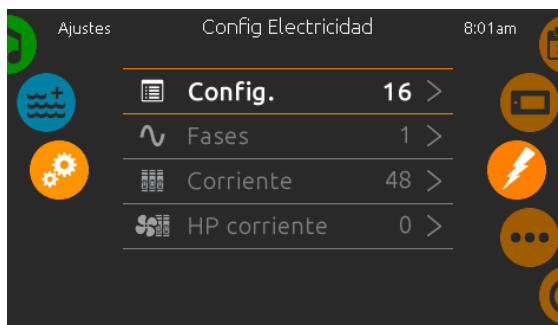 Ajustes Config Electricidad 8:01am
Config. 16 >
Fases 1 >
Corriente 48 >
HP corriente 0 >